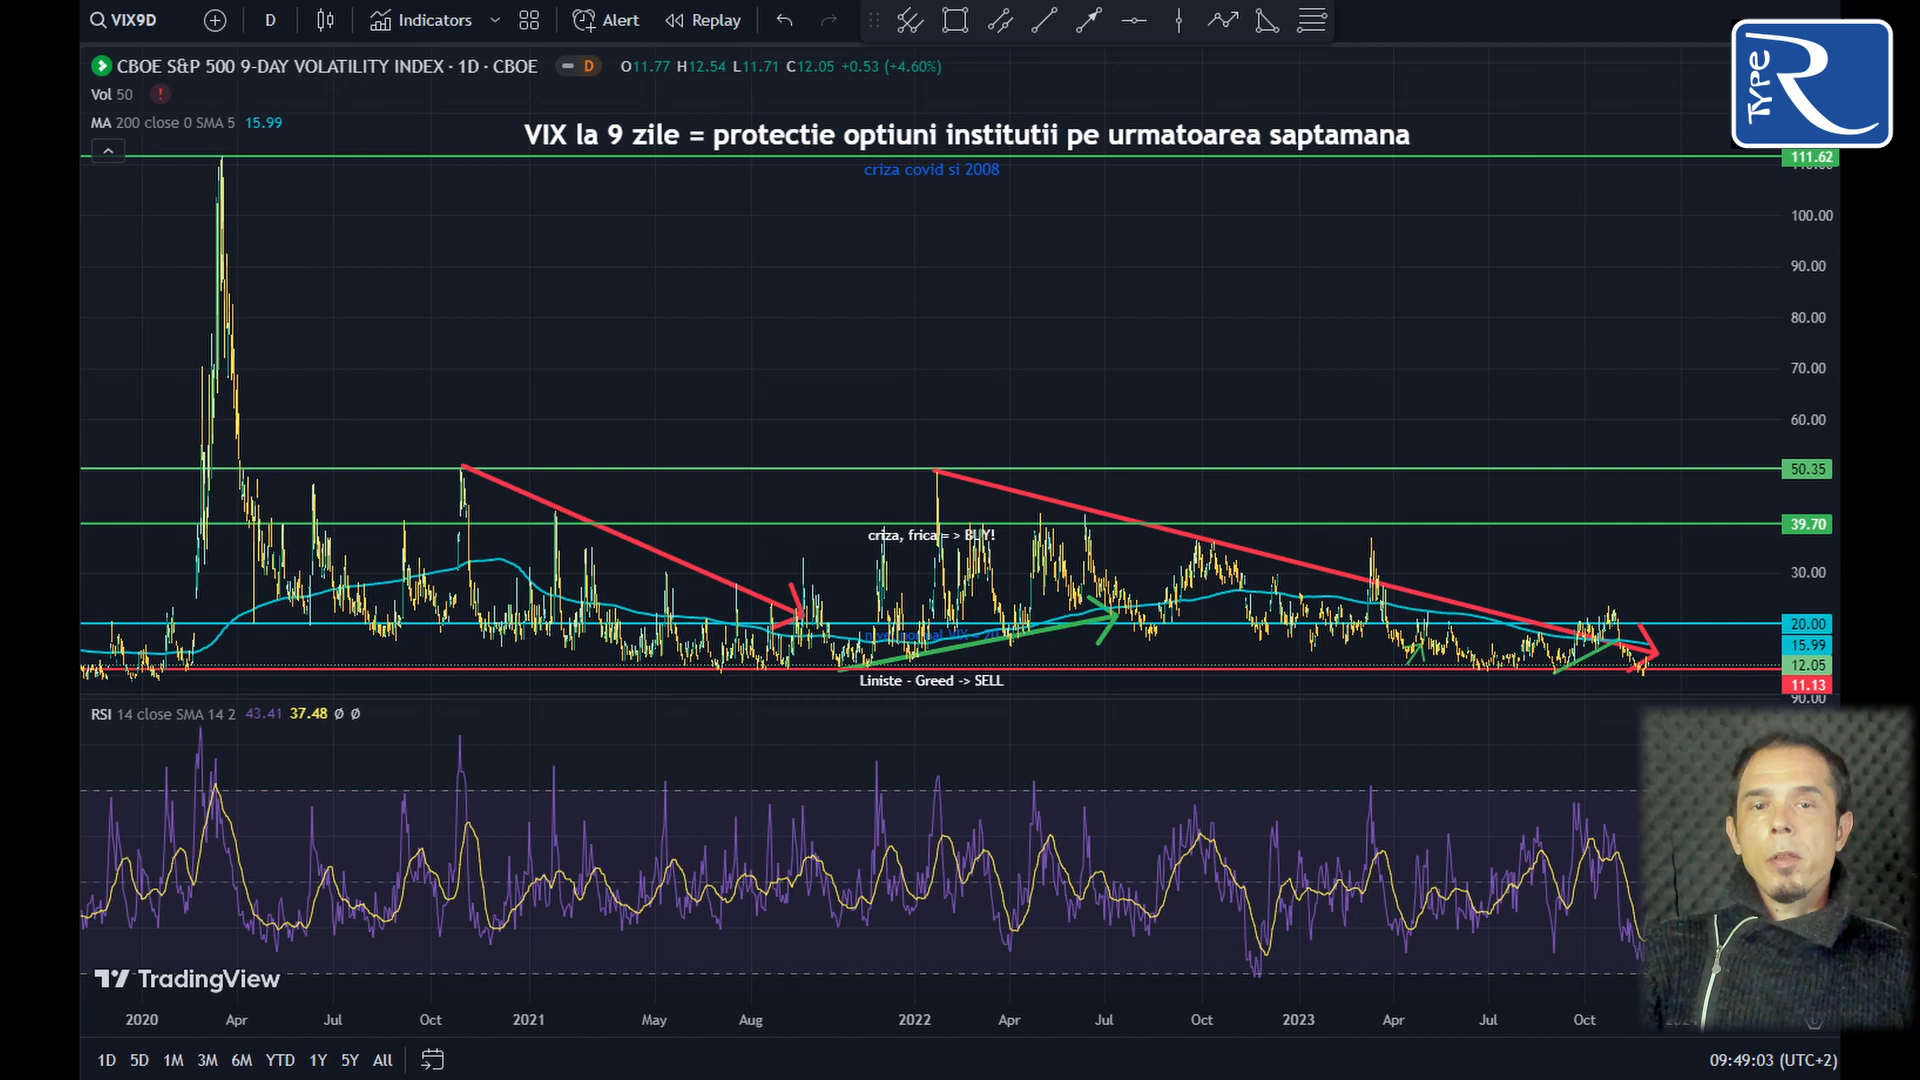 VIX9D
D
Indicators
Alert
Replay
TYPE R
CBOE S&P 500 9-DAY VOLATILITY INDEX · 1D · CBOE
D
O11.77 H12.54 L11.71 C12.05 +0.53 (+4.60%)
Vol 50
!
MA 200 close 0 SMA 5 15.99
VIX la 9 zile = protectie optiuni institutii pe urmatoarea saptamana
criza covid si 2008
111.62
100.00
90.00
80.00
70.00
60.00
50.35
39.70
criza, frica = > BUY!
30.00
20.00
15.99
12.05
11.13
Liniste - Greed -> SELL
90.00
RSI 14 close SMA 14 2 43.41 37.48 Ø Ø
TradingView
2020 Apr Jul Oct 2021 May Aug 2022 Apr Jul Oct 2023 Apr Jul Oct
1D 5D 1M 3M 6M YTD 1Y 5Y All
09:49:03 (UTC+2)